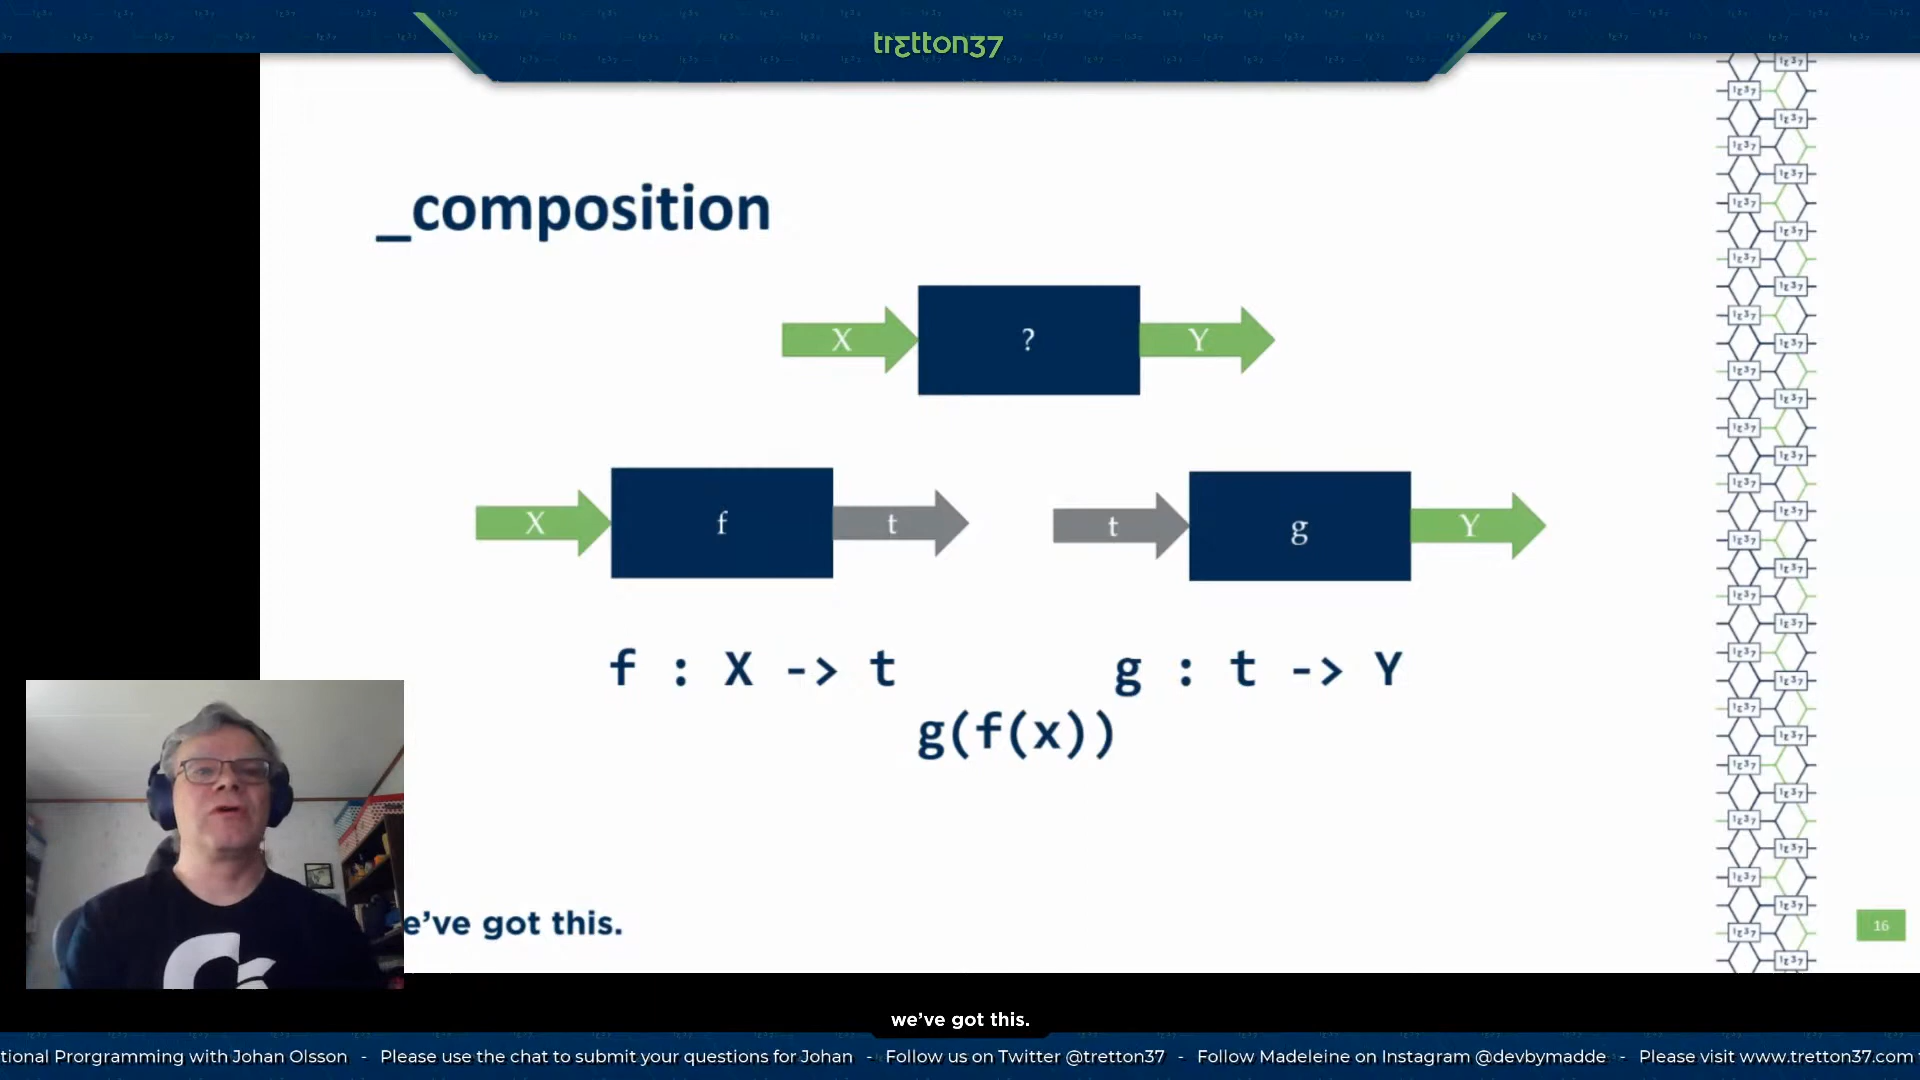 trετton37
_composition
X
?
Y
X
f
t
t
g
Y
f : X -> t
g : t -> Y
g(f(x))
e’ve got this.
16
we’ve got this.
tional Prorgramming with Johan Olsson - Please use the chat to submit your questions for Johan - Follow us on Twitter @tretton37 - Follow Madeleine on Instagram @devbymadde - Please visit www.tretton37.com